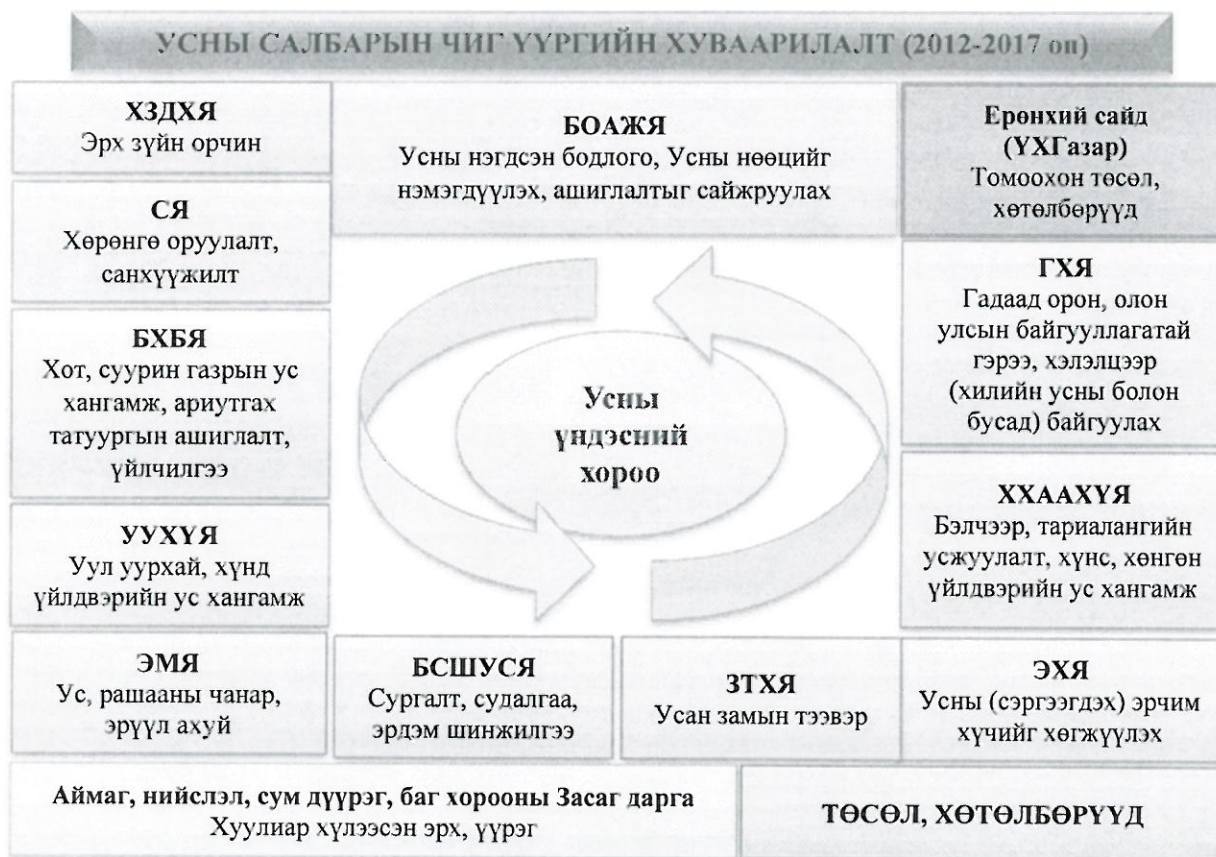 УСНЫ САЛБАРЫН ЧИГ ҮҮРГИЙН ХУВААРИЛАЛТ (2012-2017 он)
ХЗДХЯ
Эрх зүйн орчин
БОАЖЯ
Усны нэгдсэн бодлого, Усны нөөцийг
нэмэгдүүлэх, ашиглалтыг сайжруулах
Ерөнхий сайд
(ҮХГазар)
Томоохон төсөл,
хөтөлбөрүүд
СЯ
Хөрөнгө оруулалт,
санхүүжилт
ГХЯ
Гадаад орон, олон
улсын байгууллагатай
гэрээ, хэлэлцээр
(хилийн усны болон
бусад) байгуулах
БХБЯ
Хот, суурин газрын ус
хангамж, ариутгах
татуургын ашиглалт,
үйлчилгээ
Усны
үндэсний
хороо
УУХҮЯ
Уул уурхай, хүнд
үйлдвэрийн ус хангамж
ХХААХҮЯ
Бэлчээр, тариалангийн
усжуулалт, хүнс, хөнгөн
үйлдвэрийн ус хангамж
ЭМЯ
Ус, рашааны чанар,
эрүүл ахуй
БСШУСЯ
Сургалт, судалгаа,
эрдэм шинжилгээ
ЗТХЯ
Усан замын тээвэр
ЭХЯ
Усны (сэргээгдэх) эрчим
хүчийг хөгжүүлэх
Аймаг, нийслэл, сум дүүрэг, баг хорооны Засаг дарга
Хуулиар хүлээсэн эрх, үүрэг
ТӨСӨЛ, ХӨТӨЛБӨРҮҮД